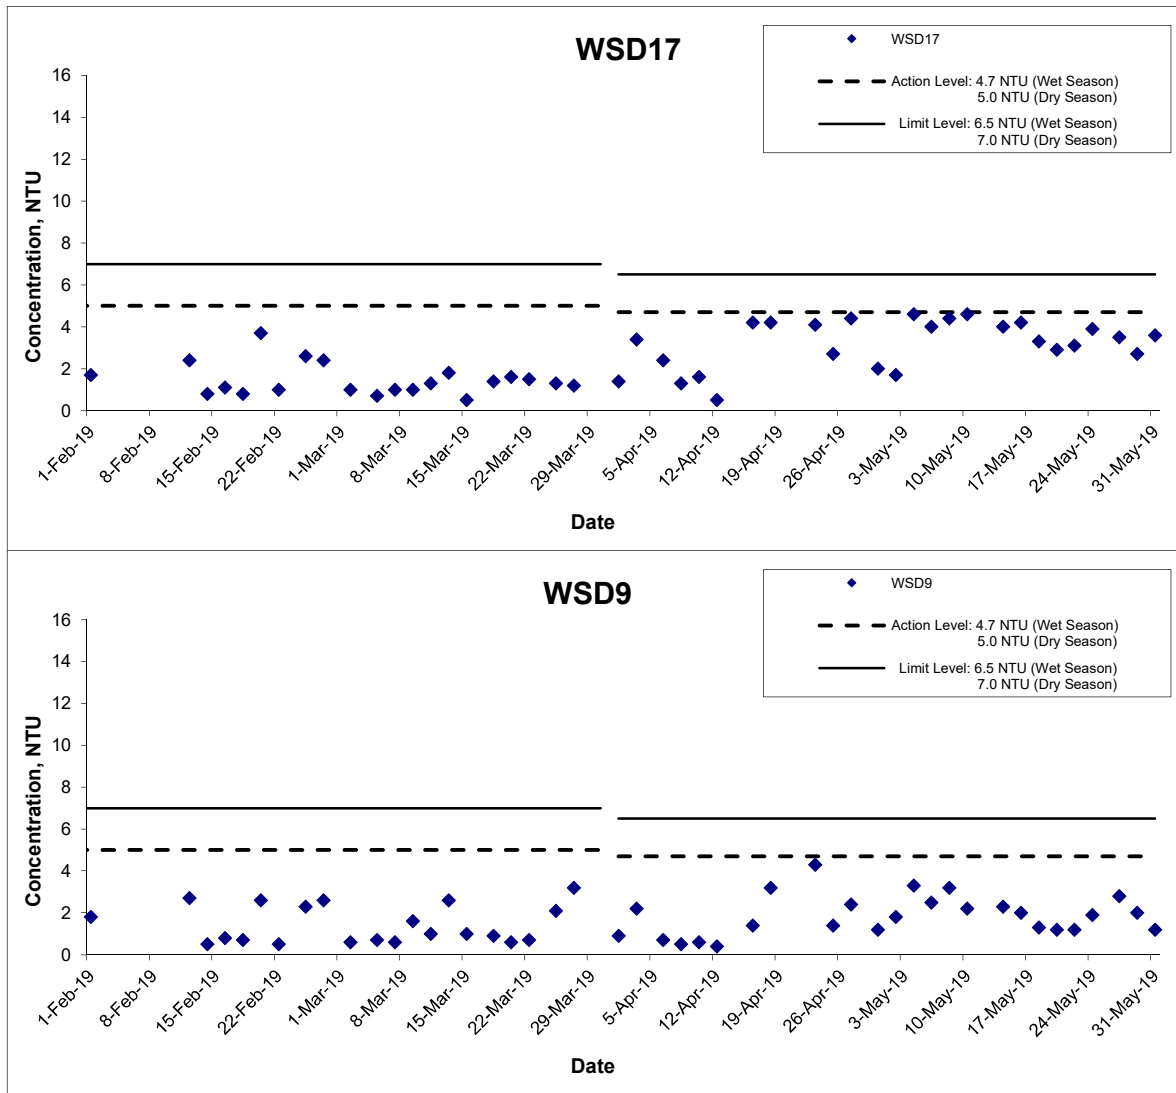 WSD17
WSD17
Action Level: 4.7 NTU (Wet Season)
5.0 NTU (Dry Season)
Limit Level: 6.5 NTU (Wet Season)
7.0 NTU (Dry Season)
Concentration, NTU
16
14
12
10
8
6
4
2
0
1-Feb-19
8-Feb-19
15-Feb-19
22-Feb-19
1-Mar-19
8-Mar-19
15-Mar-19
22-Mar-19
29-Mar-19
5-Apr-19
12-Apr-19
19-Apr-19
26-Apr-19
3-May-19
10-May-19
17-May-19
24-May-19
31-May-19
Date
WSD9
WSD9
Action Level: 4.7 NTU (Wet Season)
5.0 NTU (Dry Season)
Limit Level: 6.5 NTU (Wet Season)
7.0 NTU (Dry Season)
Concentration, NTU
16
14
12
10
8
6
4
2
0
1-Feb-19
8-Feb-19
15-Feb-19
22-Feb-19
1-Mar-19
8-Mar-19
15-Mar-19
22-Mar-19
29-Mar-19
5-Apr-19
12-Apr-19
19-Apr-19
26-Apr-19
3-May-19
10-May-19
17-May-19
24-May-19
31-May-19
Date